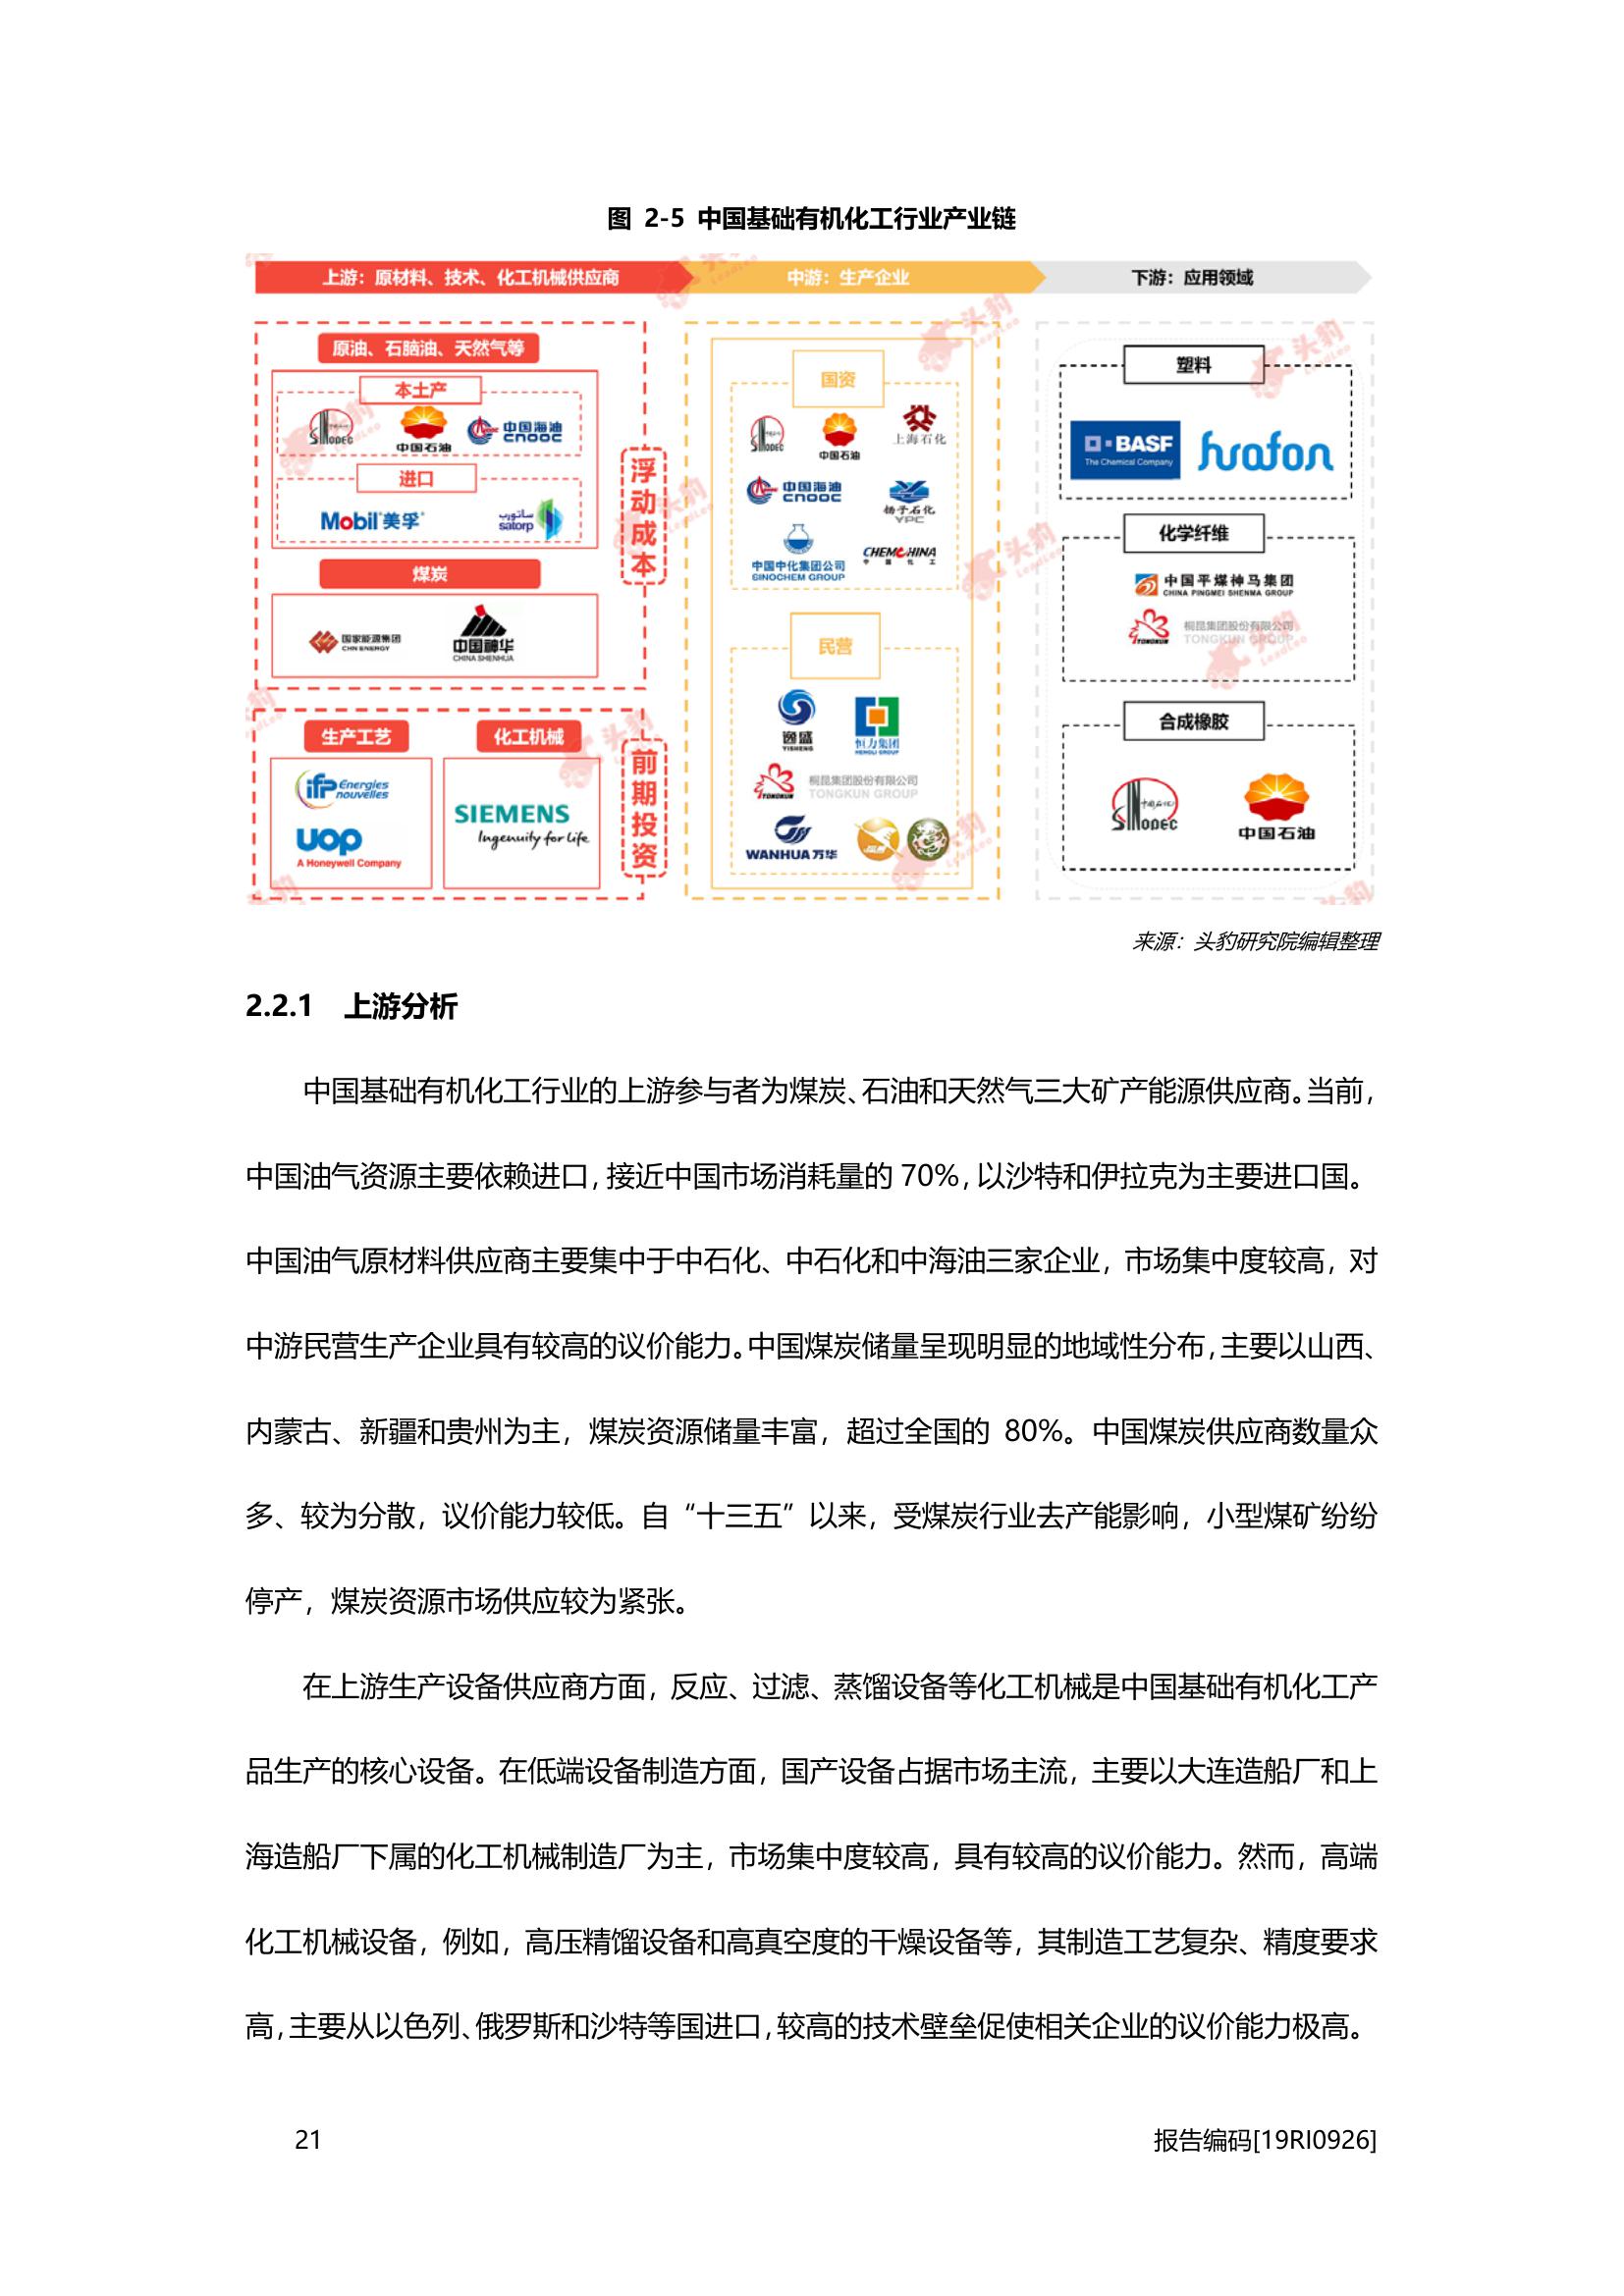 图 2-5 中国基础有机化工行业产业链
上游：原材料、技术、化工机械供应商
中游：生产企业
下游：应用领域
原油、石脑油、天然气等
本土产
SINOPEC
中国石油
中国海油
CNOOC
进口
Mobil 美孚
ساتورب
satorp
煤炭
国家能源集团
CHN ENERGY
中国神华
CHINA SHENHUA
浮动成本
生产工艺
ifp Energies
nouvelles
uop
A Honeywell Company
化工机械
SIEMENS
Ingenuity for life
前期投资
国资
SINOPEC
中国石油
上海石化
中国海油
CNOOC
扬子石化
YPC
中国中化集团公司
SINOCHEM GROUP
CHEMCHINA
中国化工
民营
逸盛
YISHENG
恒力集团
HENGLI GROUP
TONGKUN
桐昆集团股份有限公司
TONGKUN GROUP
WANHUA 万华
塑料
BASF
The Chemical Company
hrafon
化学纤维
中国平煤神马集团
CHINA PINGMEI SHENMA GROUP
TONGKUN
桐昆集团股份有限公司
TONGKUN GROUP
合成橡胶
中国石化
SINOPEC
中国石油
头豹
LeadLeo
来源：头豹研究院编辑整理
2.2.1 上游分析
中国基础有机化工行业的上游参与者为煤炭、石油和天然气三大矿产能源供应商。当前，
中国油气资源主要依赖进口，接近中国市场消耗量的 70%，以沙特和伊拉克为主要进口国。
中国油气原材料供应商主要集中于中石化、中石化和中海油三家企业，市场集中度较高，对
中游民营生产企业具有较高的议价能力。中国煤炭储量呈现明显的地域性分布，主要以山西、
内蒙古、新疆和贵州为主，煤炭资源储量丰富，超过全国的 80%。中国煤炭供应商数量众
多、较为分散，议价能力较低。自“十三五”以来，受煤炭行业去产能影响，小型煤矿纷纷
停产，煤炭资源市场供应较为紧张。
在上游生产设备供应商方面，反应、过滤、蒸馏设备等化工机械是中国基础有机化工产
品生产的核心设备。在低端设备制造方面，国产设备占据市场主流，主要以大连造船厂和上
海造船厂下属的化工机械制造厂为主，市场集中度较高，具有较高的议价能力。然而，高端
化工机械设备，例如，高压精馏设备和高真空度的干燥设备等，其制造工艺复杂、精度要求
高，主要从以色列、俄罗斯和沙特等国进口，较高的技术壁垒促使相关企业的议价能力极高。
21
报告编码[19RI0926]